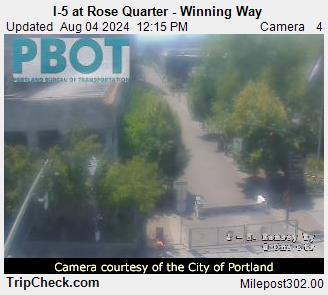 I-5 at Rose Quarter - Winning Way
Updated Aug 04 2024 12:15 PM Camera 4
PBOT
PORTLAND BUREAU OF TRANSPORTATION
Camera courtesy of the City of Portland
TripCheck.com Milepost302.00